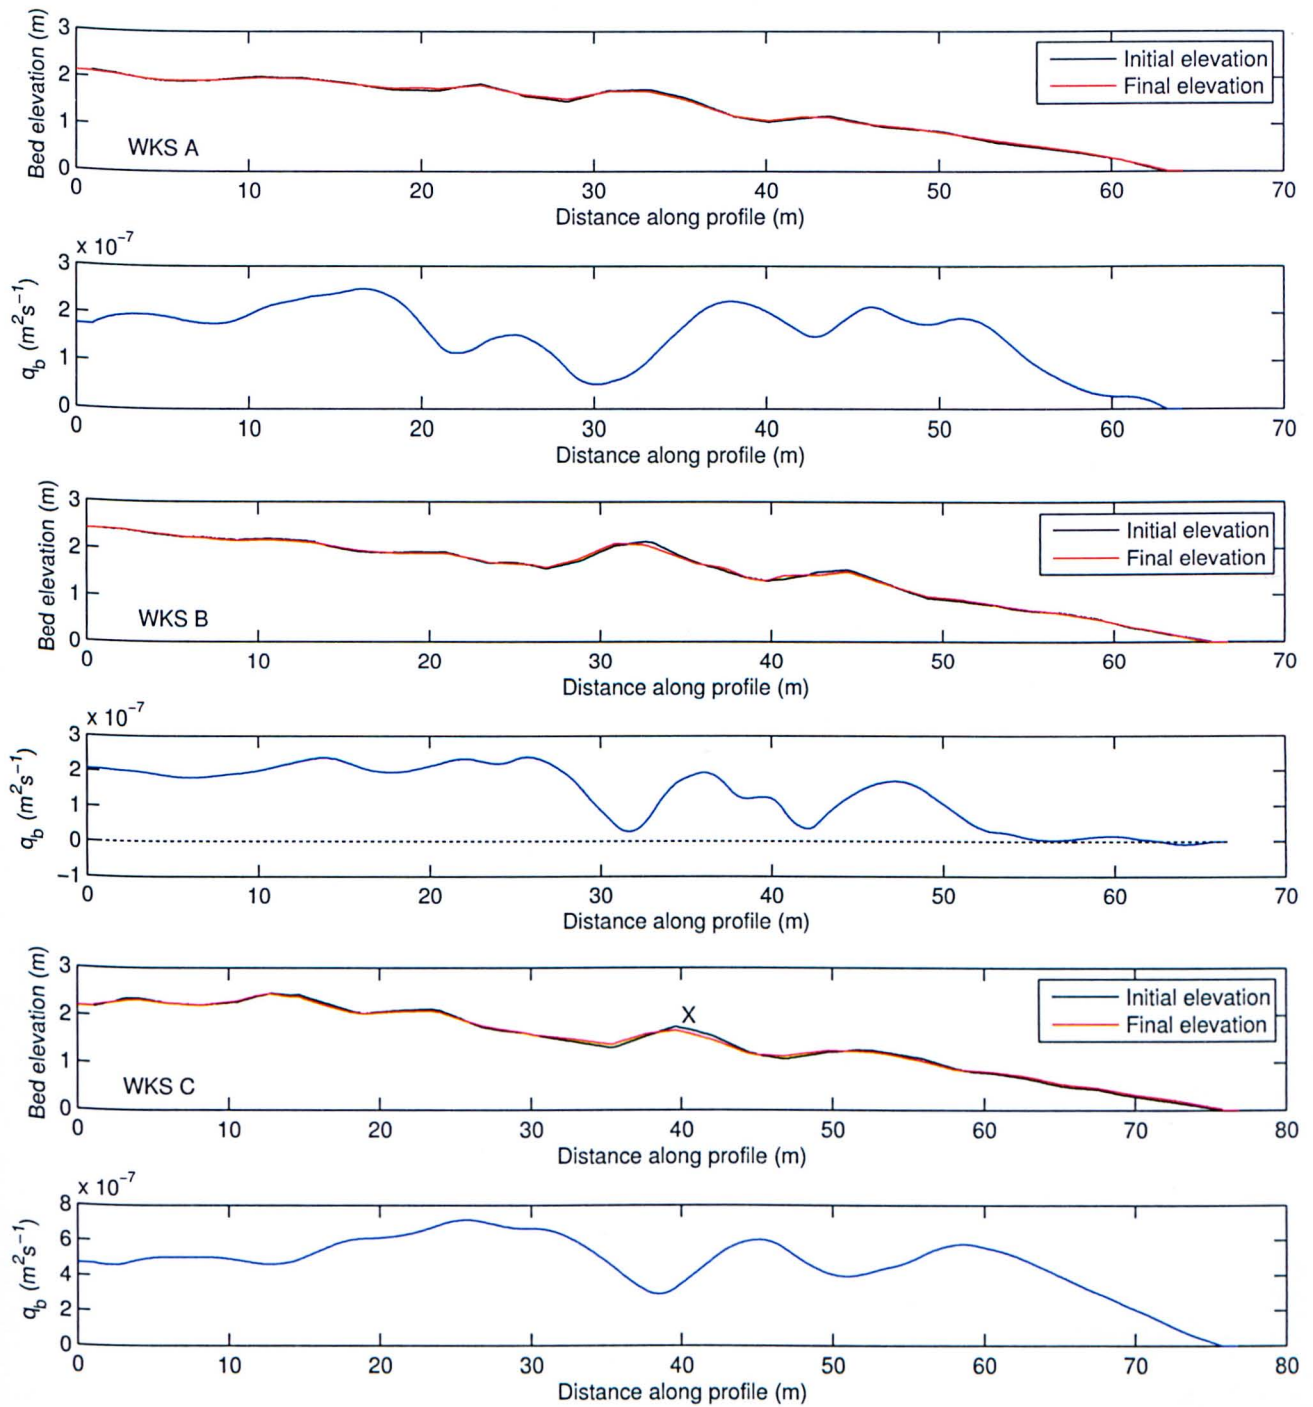 Bed elevation (m)
3
2
1
0
WKS A
Initial elevation
Final elevation
0 10 20 30 40 50 60 70
Distance along profile (m)
x 10⁻⁷
q_b (m²s⁻¹)
3
2
1
0
0 10 20 30 40 50 60 70
Distance along profile (m)
Bed elevation (m)
3
2
1
0
WKS B
Initial elevation
Final elevation
0 10 20 30 40 50 60 70
Distance along profile (m)
x 10⁻⁷
q_b (m²s⁻¹)
3
2
1
0
−1
0 10 20 30 40 50 60 70
Distance along profile (m)
Bed elevation (m)
3
2
1
0
X
WKS C
Initial elevation
Final elevation
0 10 20 30 40 50 60 70 80
Distance along profile (m)
x 10⁻⁷
q_b (m²s⁻¹)
8
6
4
2
0
0 10 20 30 40 50 60 70 80
Distance along profile (m)